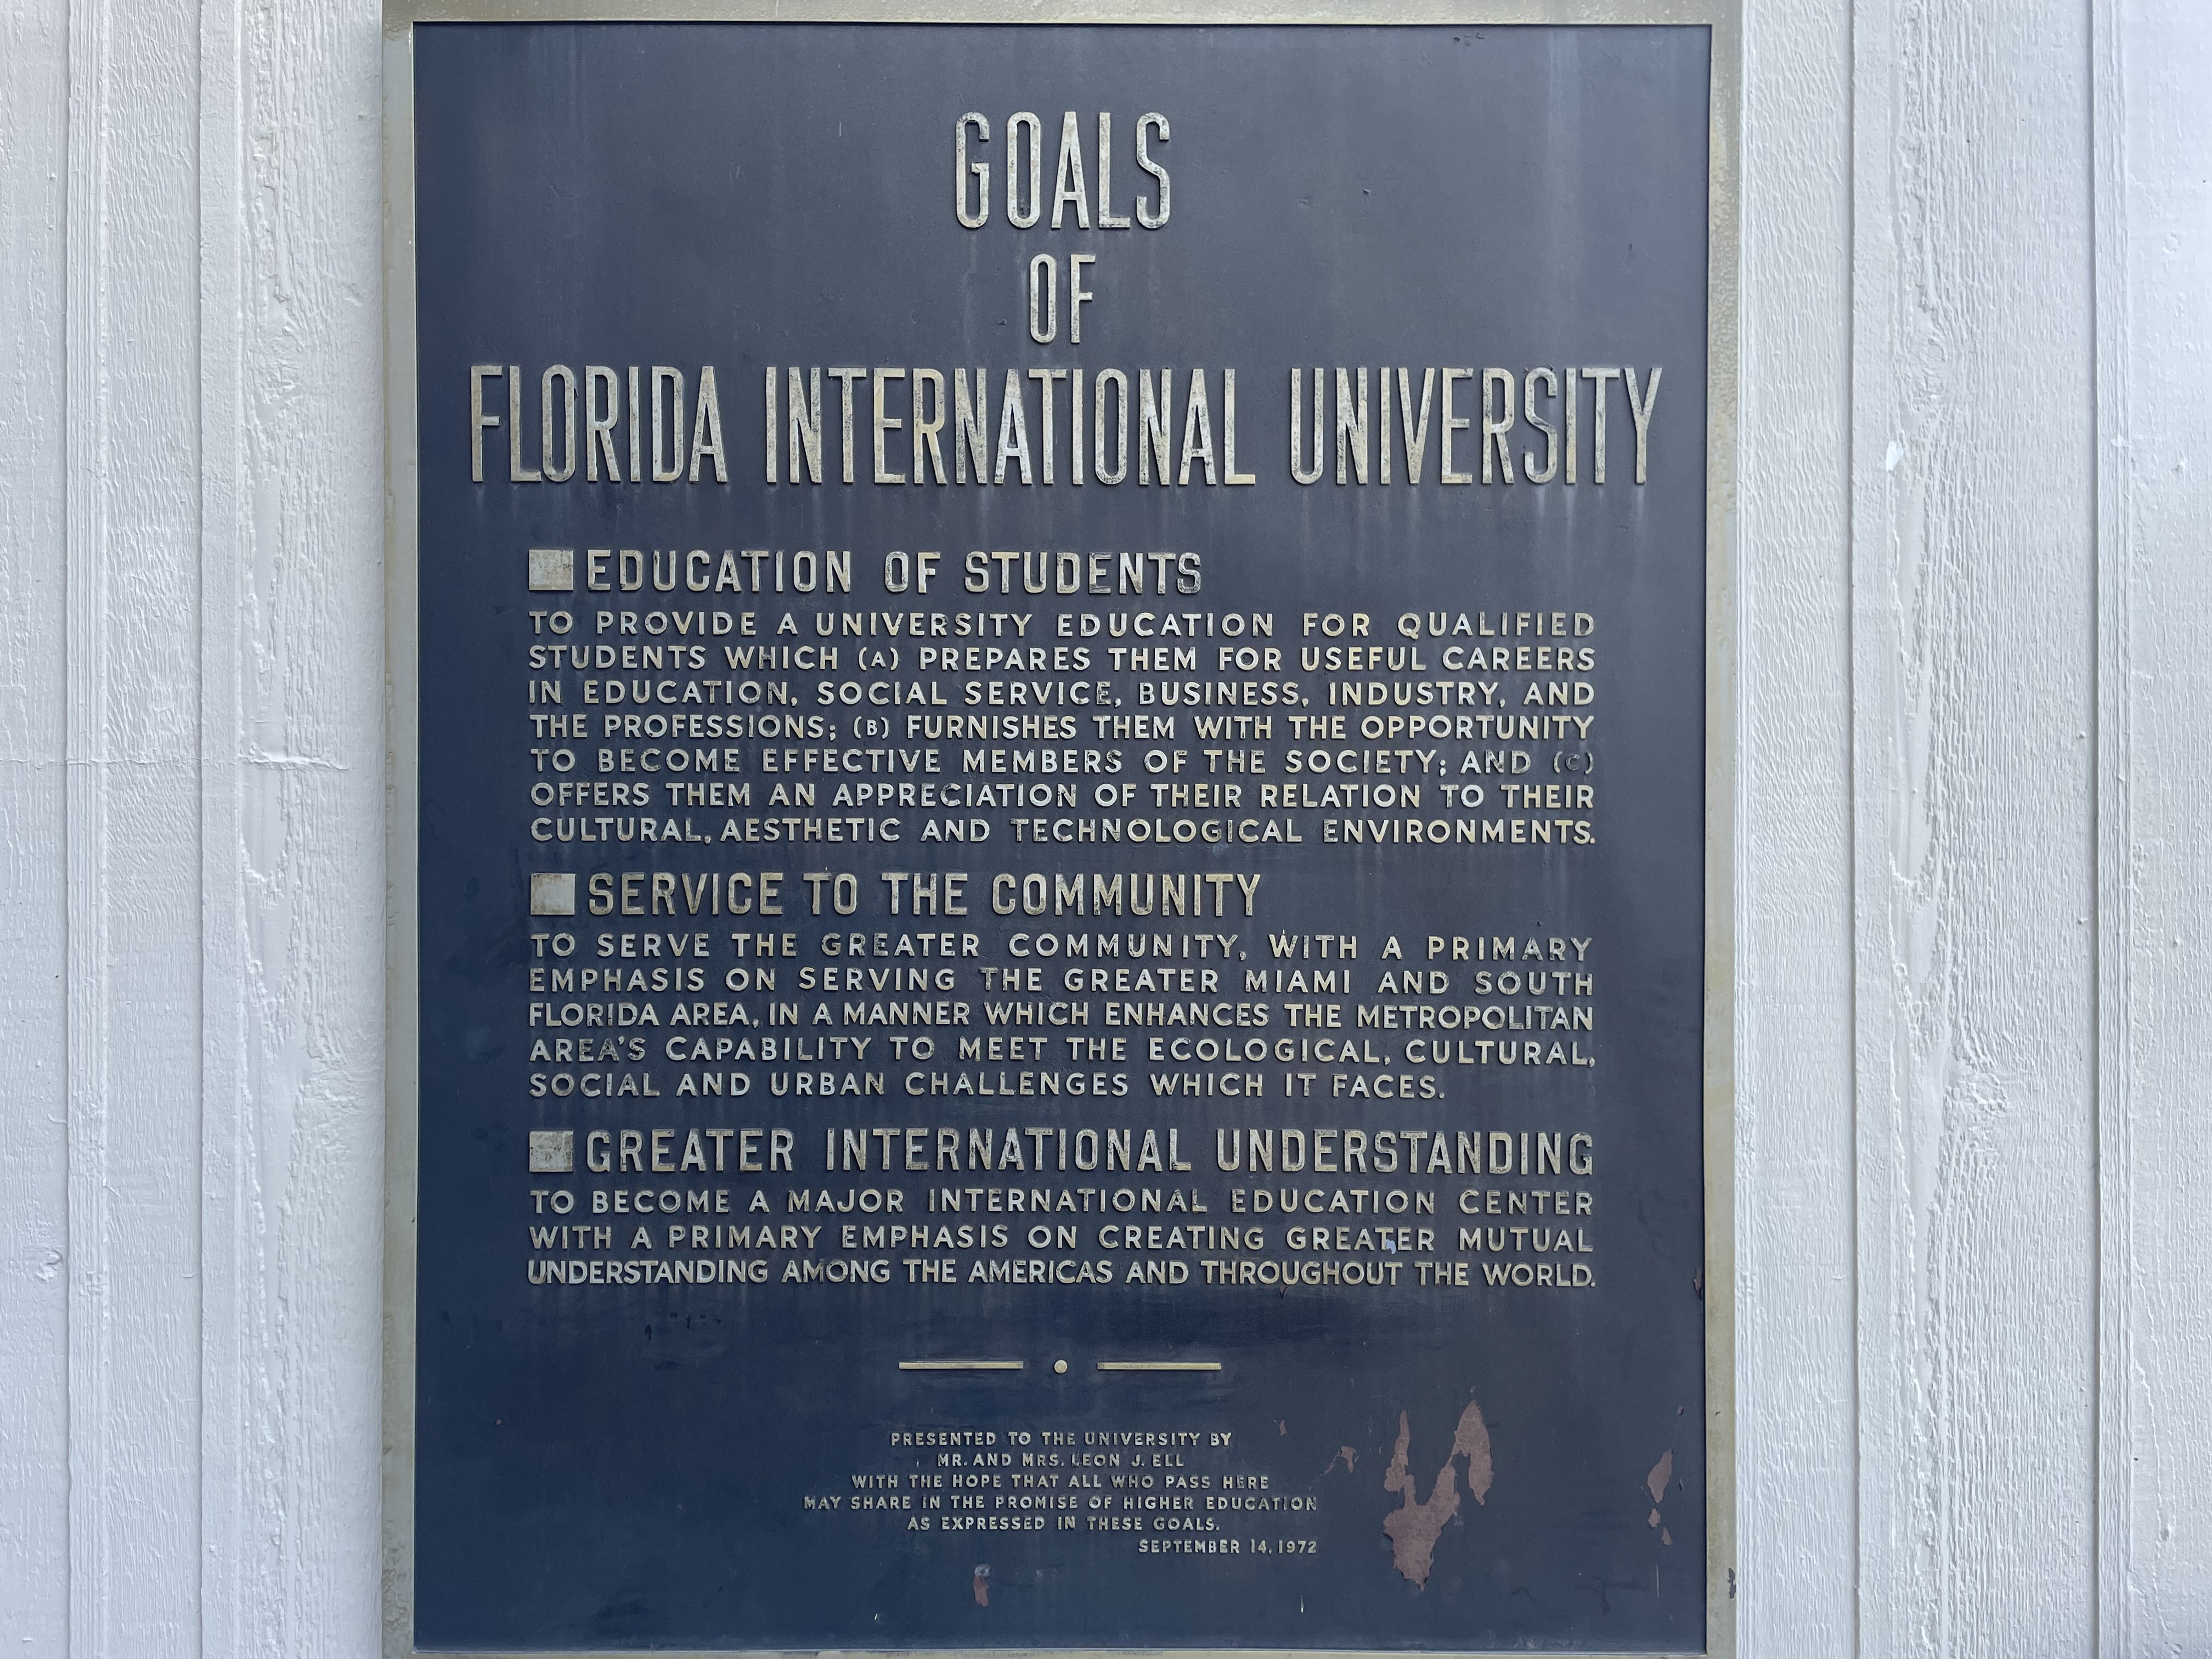 GOALS
OF
FLORIDA INTERNATIONAL UNIVERSITY
EDUCATION OF STUDENTS
TO PROVIDE A UNIVERSITY EDUCATION FOR QUALIFIED
STUDENTS WHICH (A) PREPARES THEM FOR USEFUL CAREERS
IN EDUCATION, SOCIAL SERVICE, BUSINESS, INDUSTRY, AND
THE PROFESSIONS; (B) FURNISHES THEM WITH THE OPPORTUNITY
TO BECOME EFFECTIVE MEMBERS OF THE SOCIETY; AND (C)
OFFERS THEM AN APPRECIATION OF THEIR RELATION TO THEIR
CULTURAL, AESTHETIC AND TECHNOLOGICAL ENVIRONMENTS.
SERVICE TO THE COMMUNITY
TO SERVE THE GREATER COMMUNITY, WITH A PRIMARY
EMPHASIS ON SERVING THE GREATER MIAMI AND SOUTH
FLORIDA AREA, IN A MANNER WHICH ENHANCES THE METROPOLITAN
AREA'S CAPABILITY TO MEET THE ECOLOGICAL, CULTURAL,
SOCIAL AND URBAN CHALLENGES WHICH IT FACES.
GREATER INTERNATIONAL UNDERSTANDING
TO BECOME A MAJOR INTERNATIONAL EDUCATION CENTER
WITH A PRIMARY EMPHASIS ON CREATING GREATER MUTUAL
UNDERSTANDING AMONG THE AMERICAS AND THROUGHOUT THE WORLD.
PRESENTED TO THE UNIVERSITY BY
MR. AND MRS. LEON J. ELL
WITH THE HOPE THAT ALL WHO PASS HERE
MAY SHARE IN THE PROMISE OF HIGHER EDUCATION
AS EXPRESSED IN THESE GOALS.
SEPTEMBER 14, 1972